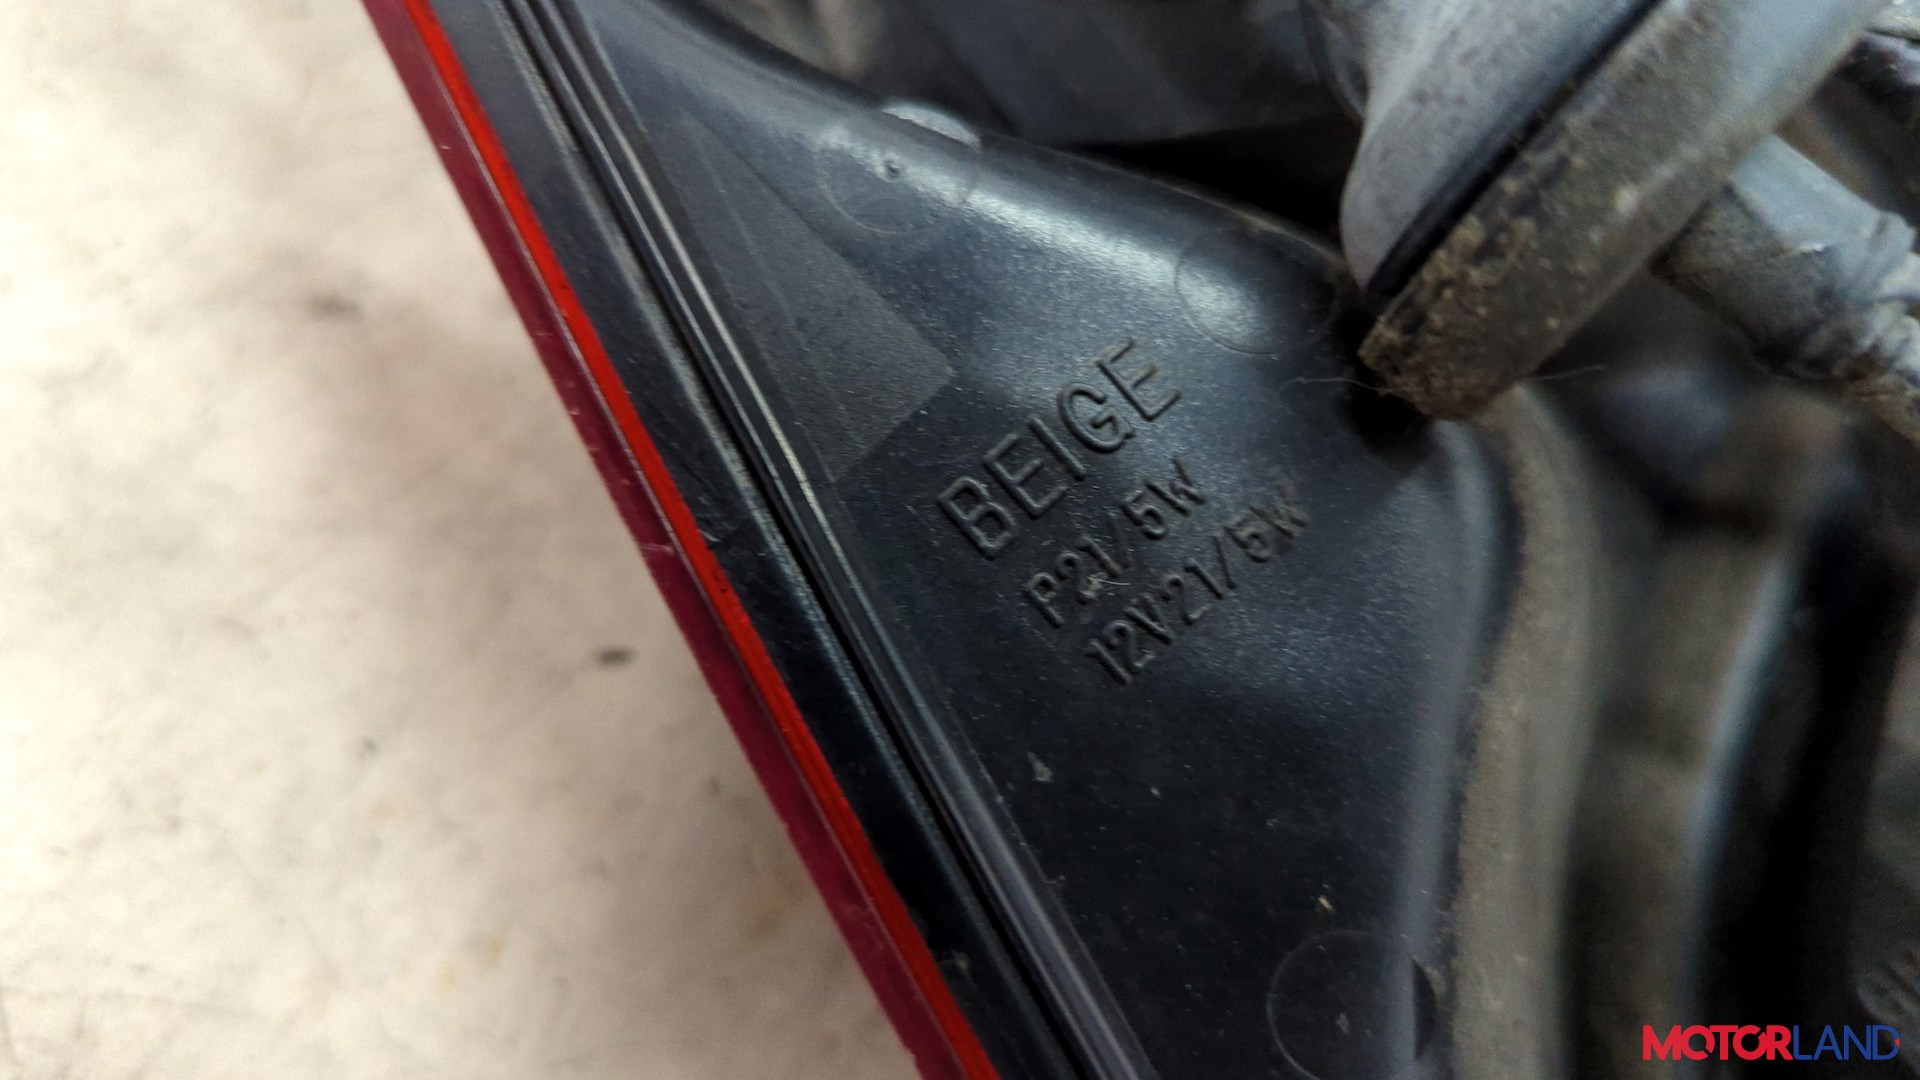 BEIGE
P21/5W
12V21/5W
MOTORLAND